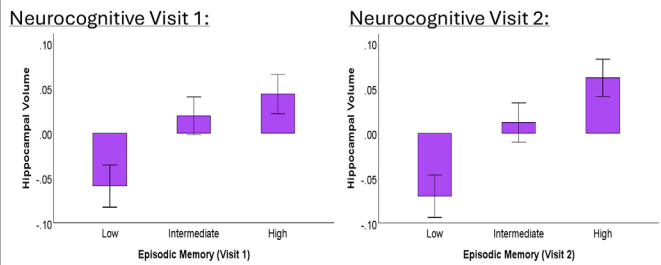 Neurocognitive Visit 1:
.10
.05
.00
-.05
-.10
Hippocampal Volume
Low Intermediate High
Episodic Memory (Visit 1)
Neurocognitive Visit 2:
.10
.05
.00
-.05
-.10
Hippocampal Volume
Low Intermediate High
Episodic Memory (Visit 2)